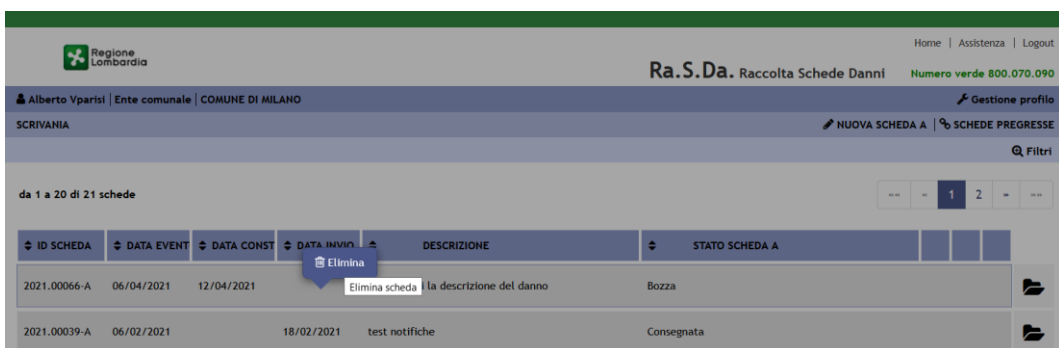 Home | Assistenza | Logout
Regione
Lombardia
Ra.S.Da. Raccolta Schede Danni
Numero verde 800.070.090
Alberto Vparisi | Ente comunale | COMUNE DI MILANO
Gestione profilo
SCRIVANIA
NUOVA SCHEDA A | SCHEDE PREGRESSE
Filtri
da 1 a 20 di 21 schede
-- - 1 2 - --
ID SCHEDA DATA EVENT DATA CONST DATA INVIO DESCRIZIONE STATO SCHEDA A
Elimina
2021.00066-A 06/04/2021 12/04/2021 Elimina scheda i la descrizione del danno Bozza
2021.00039-A 06/02/2021 18/02/2021 test notifiche Consegnata